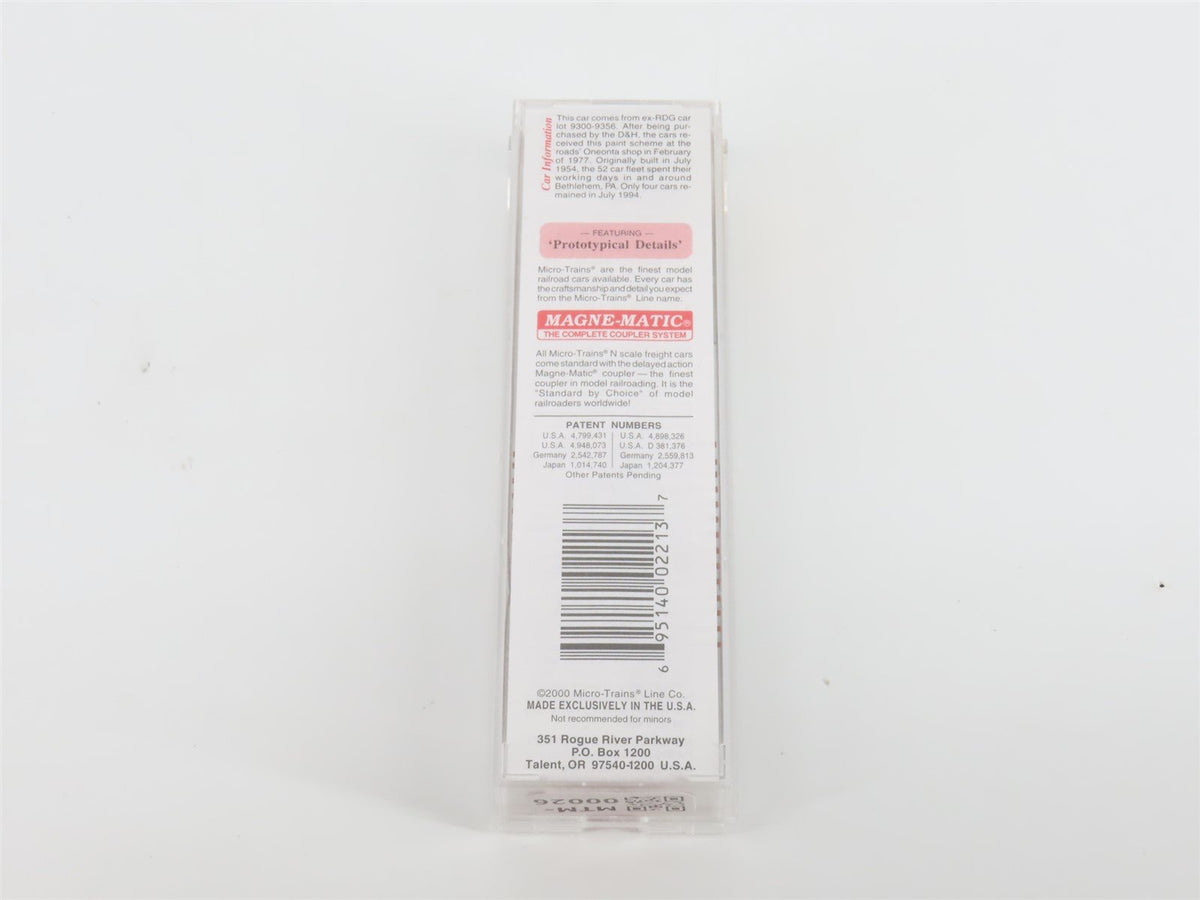 Car Information
This car comes from ex-RDG car
lot 9300-9356. After being pur-
chased by the D&H, the cars re-
ceived this paint scheme at the
roads' Oneonta shop in February
of 1977. Originally built in July
1954, the 52 car fleet spent their
working days in and around
Bethlehem, PA. Only four cars re-
mained in July 1994.
— FEATURING —
'Prototypical Details'
Micro-Trains® are the finest model
railroad cars available. Every car has
the craftsmanship and detail you expect
from the Micro-Trains® Line name.
MAGNE-MATIC®
THE COMPLETE COUPLER SYSTEM
All Micro-Trains® N scale freight cars
come standard with the delayed action
Magne-Matic® coupler — the finest
coupler in model railroading. It is the
"Standard by Choice" of model
railroaders worldwide!
PATENT NUMBERS
U.S.A. 4,799,431 U.S.A. 4,898,326
U.S.A. 4,948,073 U.S.A. D 381,376
Germany 2,542,787 Germany 2,559,813
Japan 1,014,740 Japan 1,204,377
Other Patents Pending
6 95140 02213 7
©2000 Micro-Trains® Line Co.
MADE EXCLUSIVELY IN THE U.S.A.
Not recommended for minors
351 Rogue River Parkway
P.O. Box 1200
Talent, OR 97540-1200 U.S.A.
MTM-
00026